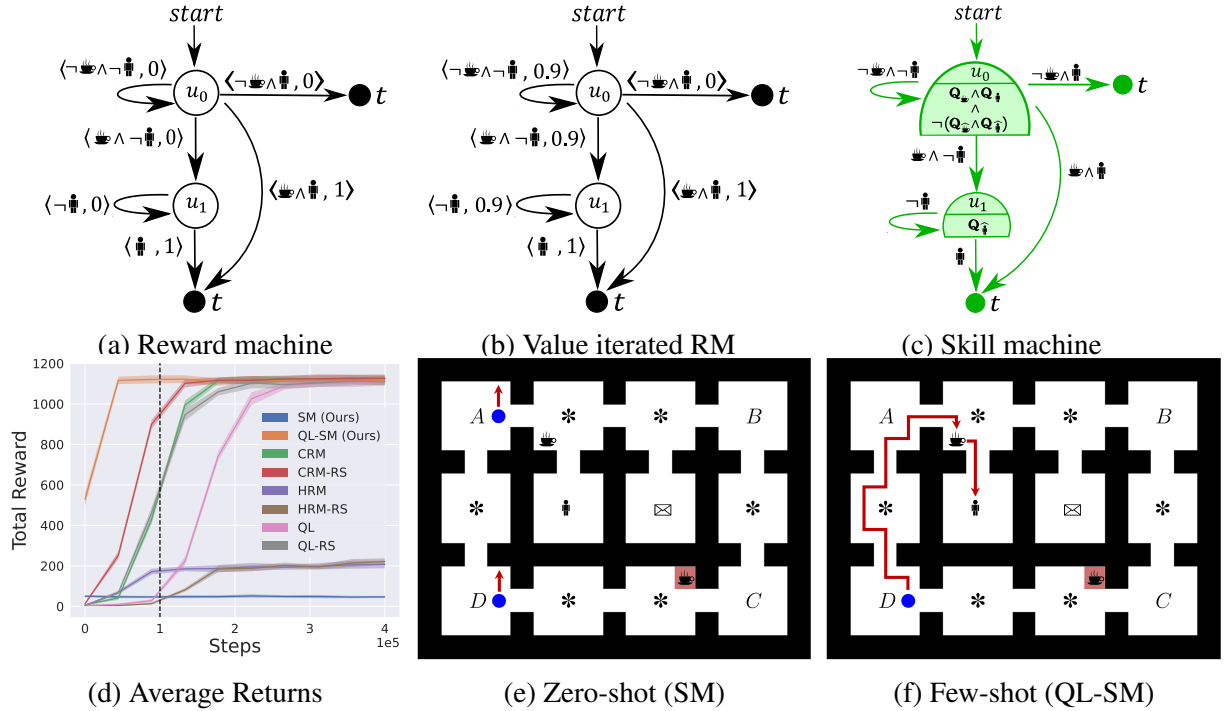 start
⟨¬☕∧¬🚹, 0⟩
⟨¬☕∧🚹, 0⟩
u₀
t
⟨☕∧¬🚹, 0⟩
⟨☕∧🚹, 1⟩
⟨¬🚹, 0⟩
u₁
⟨🚹, 1⟩
t
(a) Reward machine
start
⟨¬☕∧¬🚹, 0.9⟩
⟨¬☕∧🚹, 0⟩
u₀
t
⟨☕∧¬🚹, 0.9⟩
⟨☕∧🚹, 1⟩
⟨¬🚹, 0.9⟩
u₁
⟨🚹, 1⟩
t
(b) Value iterated RM
start
¬☕∧¬🚹
u₀
¬☕∧🚹
t
Q☕∧Q🚹
∧
¬(Q☕̂∧Q🚹̂)
☕∧¬🚹
☕∧🚹
¬🚹
u₁
Q🚹̂
🚹
t
(c) Skill machine
Total Reward
1200
1000
800
600
400
200
0
SM (Ours)
QL-SM (Ours)
CRM
CRM-RS
HRM
HRM-RS
QL
QL-RS
0
1
2
3
4
1e5
Steps
(d) Average Returns
A * * B
* ✉
D * * C
(e) Zero-shot (SM)
A * * B
* ✉
D * * C
(f) Few-shot (QL-SM)